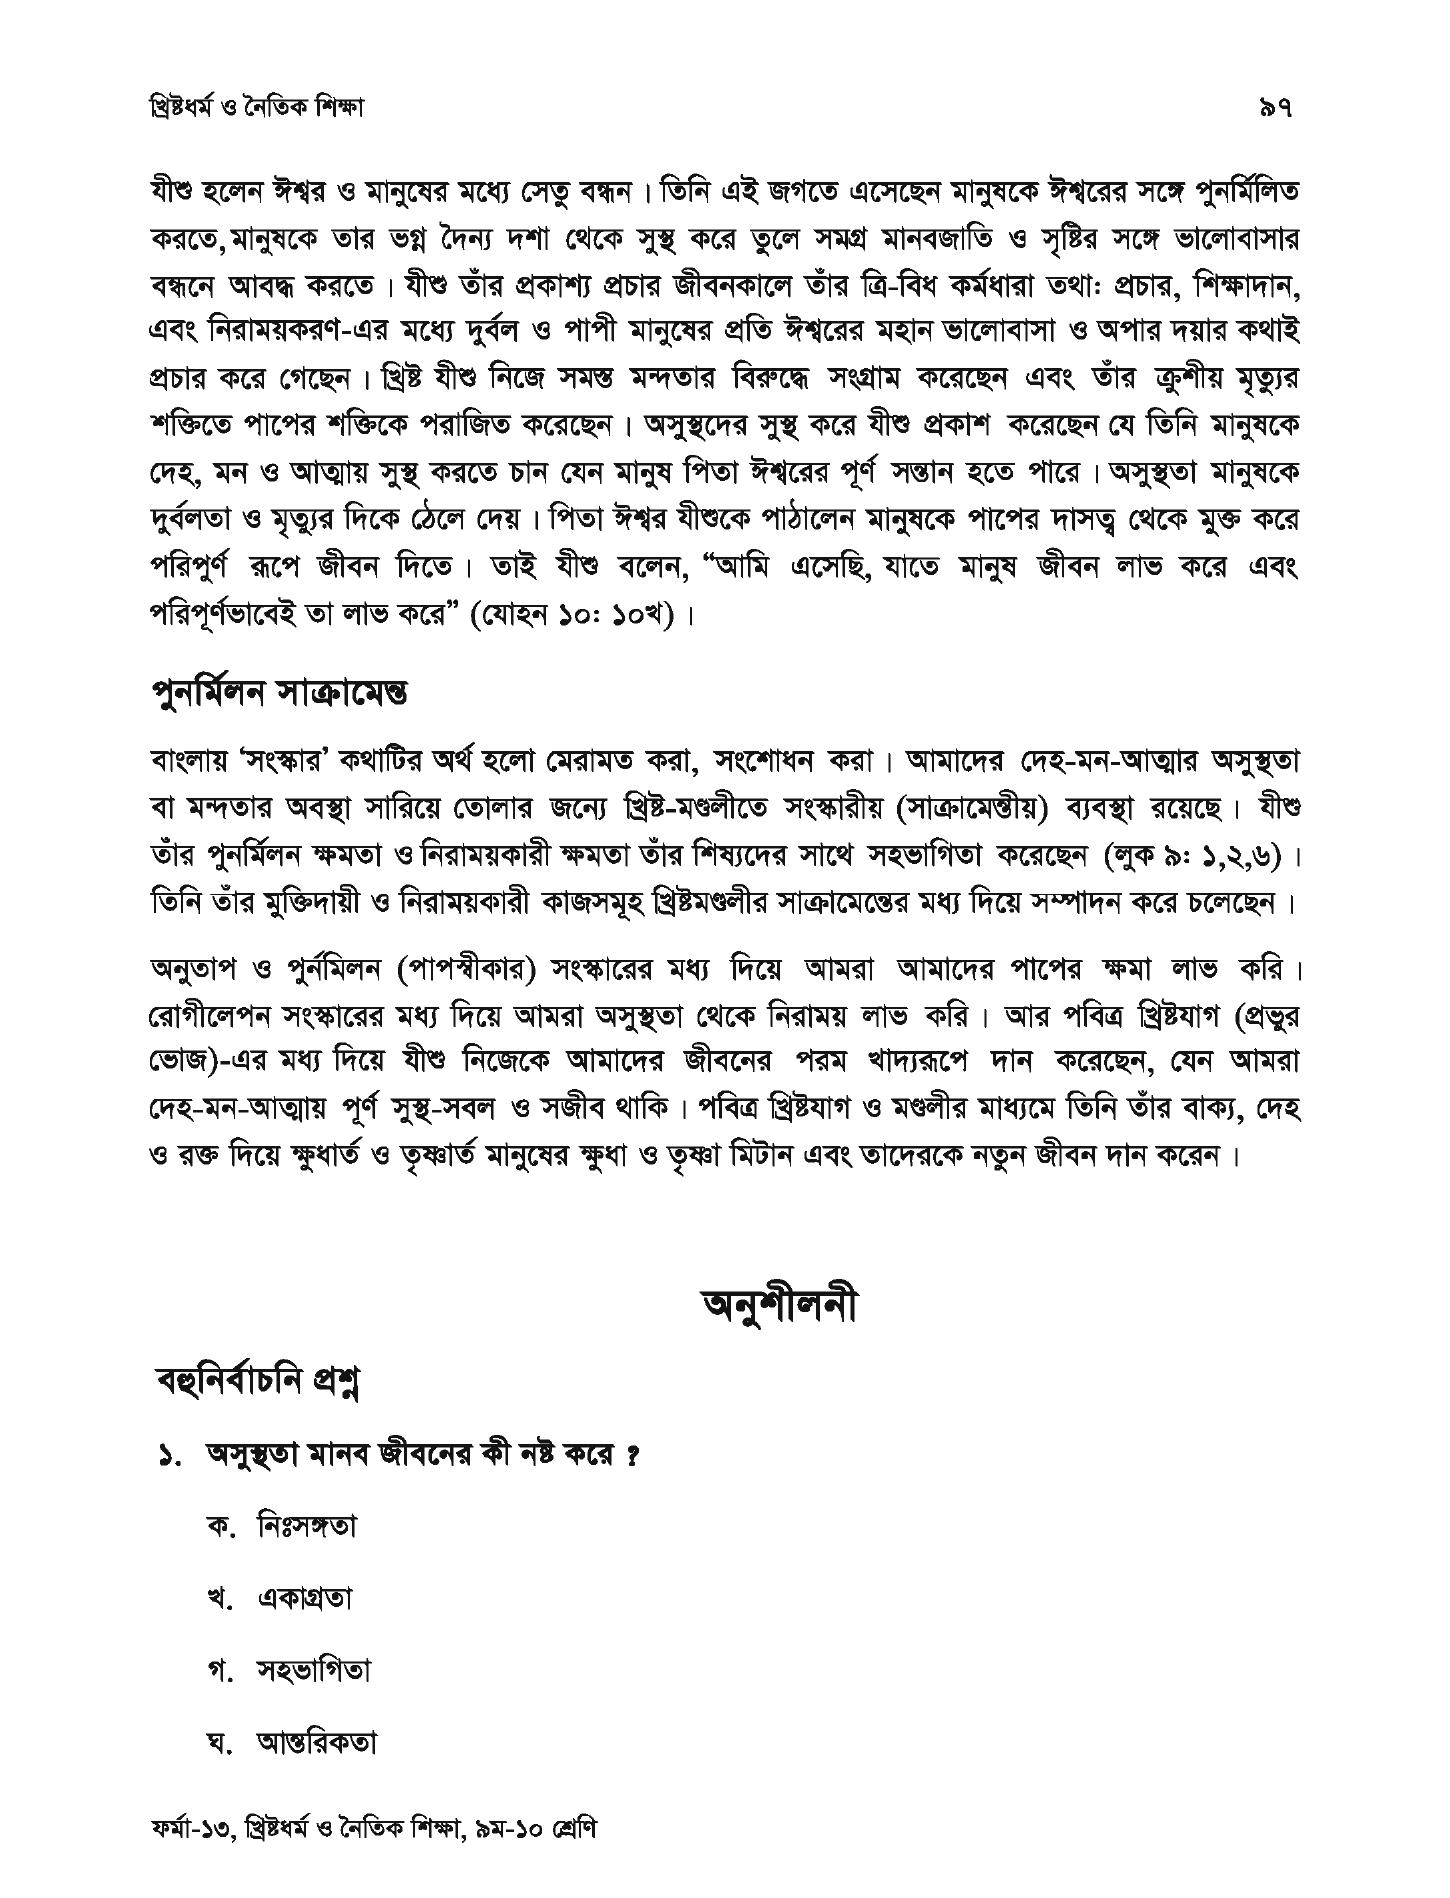 খ্রিষ্টধর্ম ও নৈতিক শিক্ষা ৯৭
যীশু হলেন ঈশ্বর ও মানুষের মধ্যে সেতু বন্ধন। তিনি এই জগতে এসেছেন মানুষকে ঈশ্বরের সঙ্গে পুনর্মিলিত
করতে, মানুষকে তার ভগ্ন দৈন্য দশা থেকে সুস্থ করে তুলে সমগ্র মানবজাতি ও সৃষ্টির সঙ্গে ভালোবাসার
বন্ধনে আবদ্ধ করতে। যীশু তাঁর প্রকাশ্য প্রচার জীবনকালে তাঁর ত্রি-বিধ কর্মধারা তথা: প্রচার, শিক্ষাদান,
এবং নিরাময়করণ-এর মধ্যে দুর্বল ও পাপী মানুষের প্রতি ঈশ্বরের মহান ভালোবাসা ও অপার দয়ার কথাই
প্রচার করে গেছেন। খ্রিষ্ট যীশু নিজে সমস্ত মন্দতার বিরুদ্ধে সংগ্রাম করেছেন এবং তাঁর ক্রুশীয় মৃত্যুর
শক্তিতে পাপের শক্তিকে পরাজিত করেছেন। অসুস্থদের সুস্থ করে যীশু প্রকাশ করেছেন যে তিনি মানুষকে
দেহ, মন ও আত্মায় সুস্থ করতে চান যেন মানুষ পিতা ঈশ্বরের পূর্ণ সন্তান হতে পারে। অসুস্থতা মানুষকে
দুর্বলতা ও মৃত্যুর দিকে ঠেলে দেয়। পিতা ঈশ্বর যীশুকে পাঠালেন মানুষকে পাপের দাসত্ব থেকে মুক্ত করে
পরিপুর্ণ রূপে জীবন দিতে। তাই যীশু বলেন, “আমি এসেছি, যাতে মানুষ জীবন লাভ করে এবং
পরিপূর্ণভাবেই তা লাভ করে” (যোহন ১০: ১০খ)।
পুনর্মিলন সাক্রামেন্ত
বাংলায় ‘সংস্কার’ কথাটির অর্থ হলো মেরামত করা, সংশোধন করা। আমাদের দেহ-মন-আত্মার অসুস্থতা
বা মন্দতার অবস্থা সারিয়ে তোলার জন্যে খ্রিষ্ট-মণ্ডলীতে সংস্কারীয় (সাক্রামেন্তীয়) ব্যবস্থা রয়েছে। যীশু
তাঁর পুনর্মিলন ক্ষমতা ও নিরাময়কারী ক্ষমতা তাঁর শিষ্যদের সাথে সহভাগিতা করেছেন (লুক ৯: ১,২,৬)।
তিনি তাঁর মুক্তিদায়ী ও নিরাময়কারী কাজসমূহ খ্রিষ্টমণ্ডলীর সাক্রামেন্তের মধ্য দিয়ে সম্পাদন করে চলেছেন।
অনুতাপ ও পুর্নমিলন (পাপস্বীকার) সংস্কারের মধ্য দিয়ে আমরা আমাদের পাপের ক্ষমা লাভ করি।
রোগীলেপন সংস্কারের মধ্য দিয়ে আমরা অসুস্থতা থেকে নিরাময় লাভ করি। আর পবিত্র খ্রিষ্টযাগ (প্রভুর
ভোজ)-এর মধ্য দিয়ে যীশু নিজেকে আমাদের জীবনের পরম খাদ্যরূপে দান করেছেন, যেন আমরা
দেহ-মন-আত্মায় পূর্ণ সুস্থ-সবল ও সজীব থাকি। পবিত্র খ্রিষ্টযাগ ও মণ্ডলীর মাধ্যমে তিনি তাঁর বাক্য, দেহ
ও রক্ত দিয়ে ক্ষুধার্ত ও তৃষ্ণার্ত মানুষের ক্ষুধা ও তৃষ্ণা মিটান এবং তাদেরকে নতুন জীবন দান করেন।
অনুশীলনী
বহুনির্বাচনি প্রশ্ন
১. অসুস্থতা মানব জীবনের কী নষ্ট করে ?
ক. নিঃসঙ্গতা
খ. একাগ্রতা
গ. সহভাগিতা
ঘ. আন্তরিকতা
ফর্মা-১৩, খ্রিষ্টধর্ম ও নৈতিক শিক্ষা, ৯ম-১০ শ্রেণি